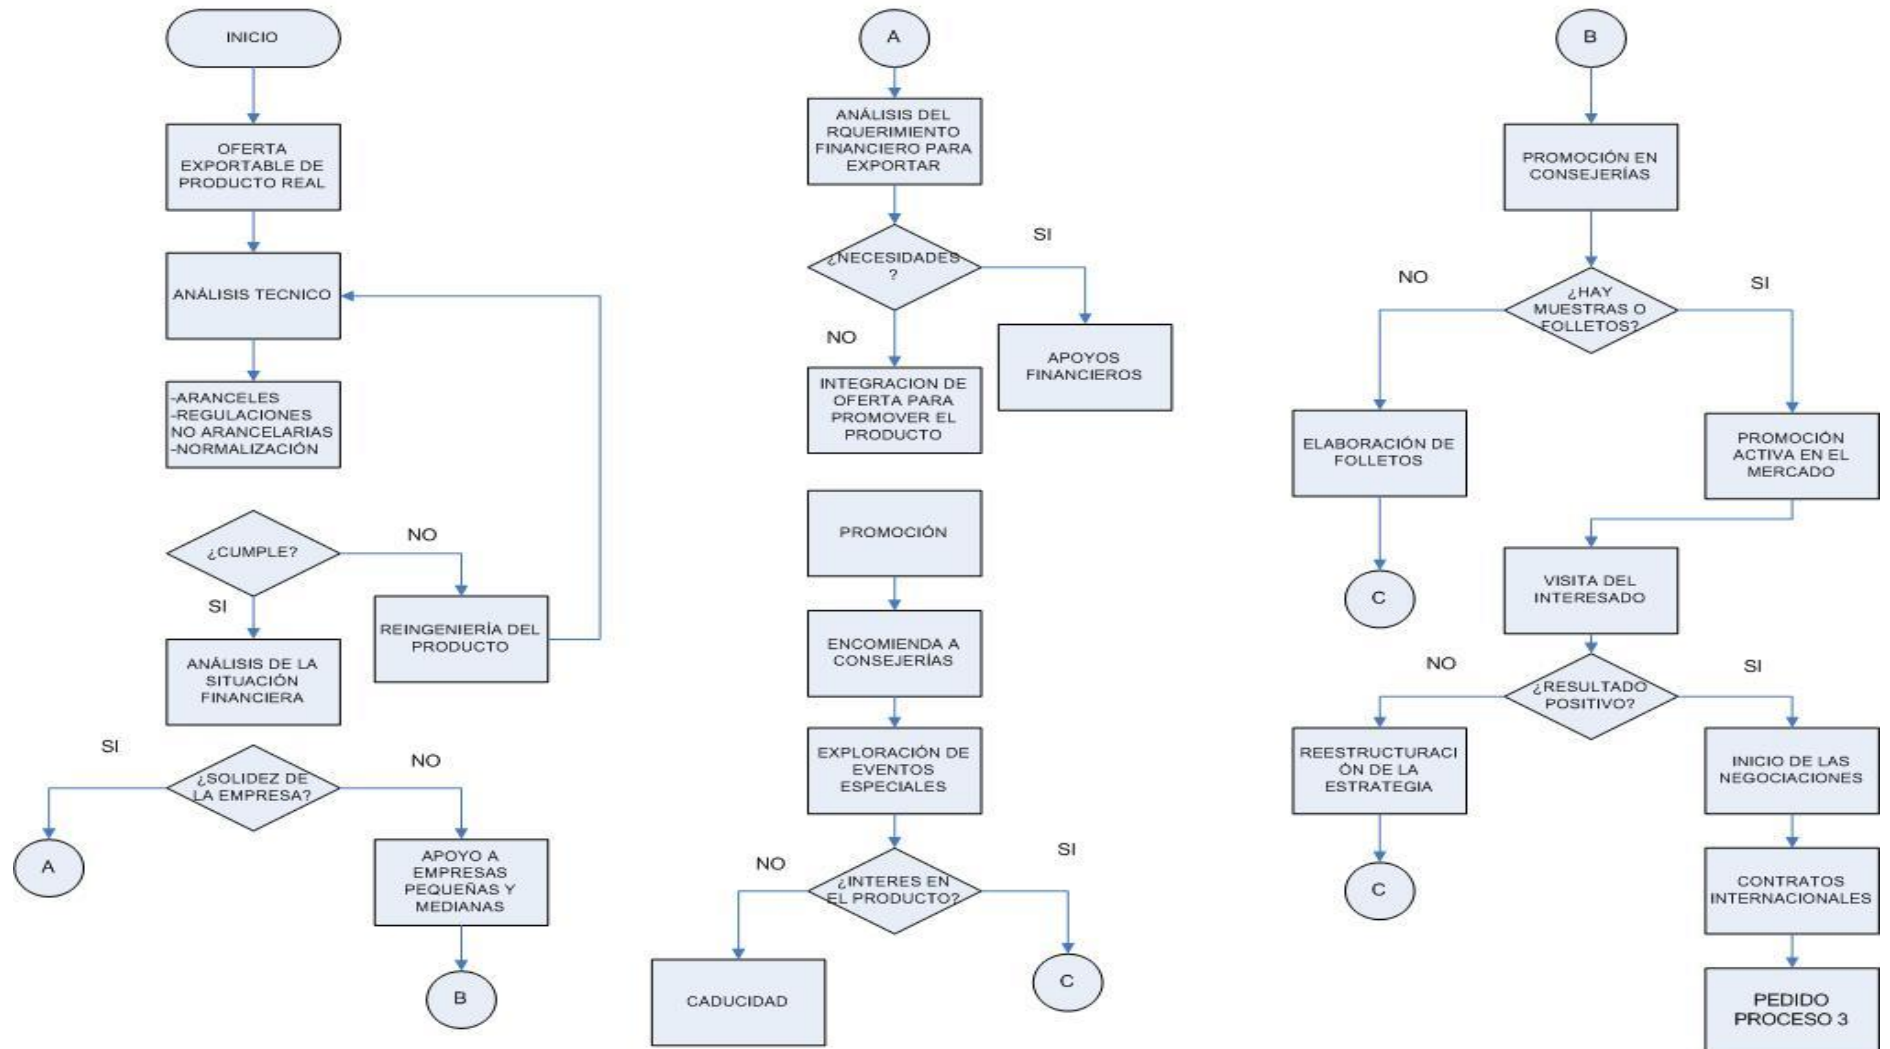 INICIO
OFERTA
EXPORTABLE DE
PRODUCTO REAL
ANÁLISIS TECNICO
-ARANCELES
-REGULACIONES
NO ARANCELARIAS
-NORMALIZACIÓN
¿CUMPLE?
NO
SI
REINGENIERÍA DEL
PRODUCTO
ANÁLISIS DE LA
SITUACIÓN
FINANCIERA
SI
NO
¿SOLIDEZ DE
LA EMPRESA?
A
APOYO A
EMPRESAS
PEQUEÑAS Y
MEDIANAS
B
A
ANÁLISIS DEL
RQUERIMIENTO
FINANCIERO PARA
EXPORTAR
¿NECESIDADES
?
SI
NO
APOYOS
FINANCIEROS
INTEGRACION DE
OFERTA PARA
PROMOVER EL
PRODUCTO
PROMOCIÓN
ENCOMIENDA A
CONSEJERÍAS
EXPLORACIÓN DE
EVENTOS
ESPECIALES
NO
SI
¿INTERES EN
EL PRODUCTO?
CADUCIDAD
C
B
PROMOCIÓN EN
CONSEJERÍAS
NO
SI
¿HAY
MUESTRAS O
FOLLETOS?
ELABORACIÓN DE
FOLLETOS
PROMOCIÓN
ACTIVA EN EL
MERCADO
C
VISITA DEL
INTERESADO
NO
SI
¿RESULTADO
POSITIVO?
REESTRUCTURACI
ÓN DE LA
ESTRATEGIA
INICIO DE LAS
NEGOCIACIONES
C
CONTRATOS
INTERNACIONALES
PEDIDO
PROCESO 3